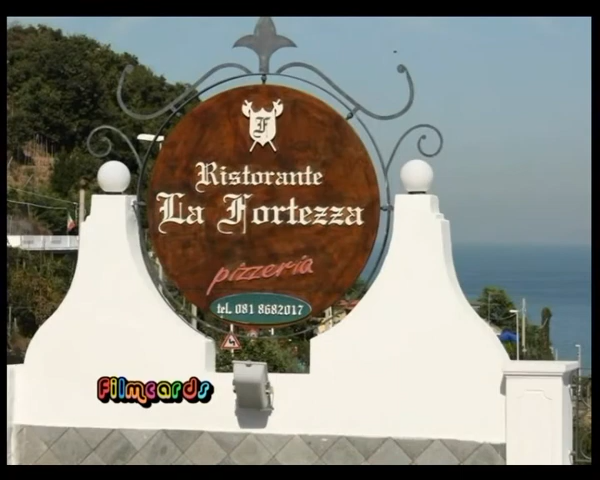 F
Ristorante
La Fortezza
pizzeria
tel. 081 8682017
Filmcards